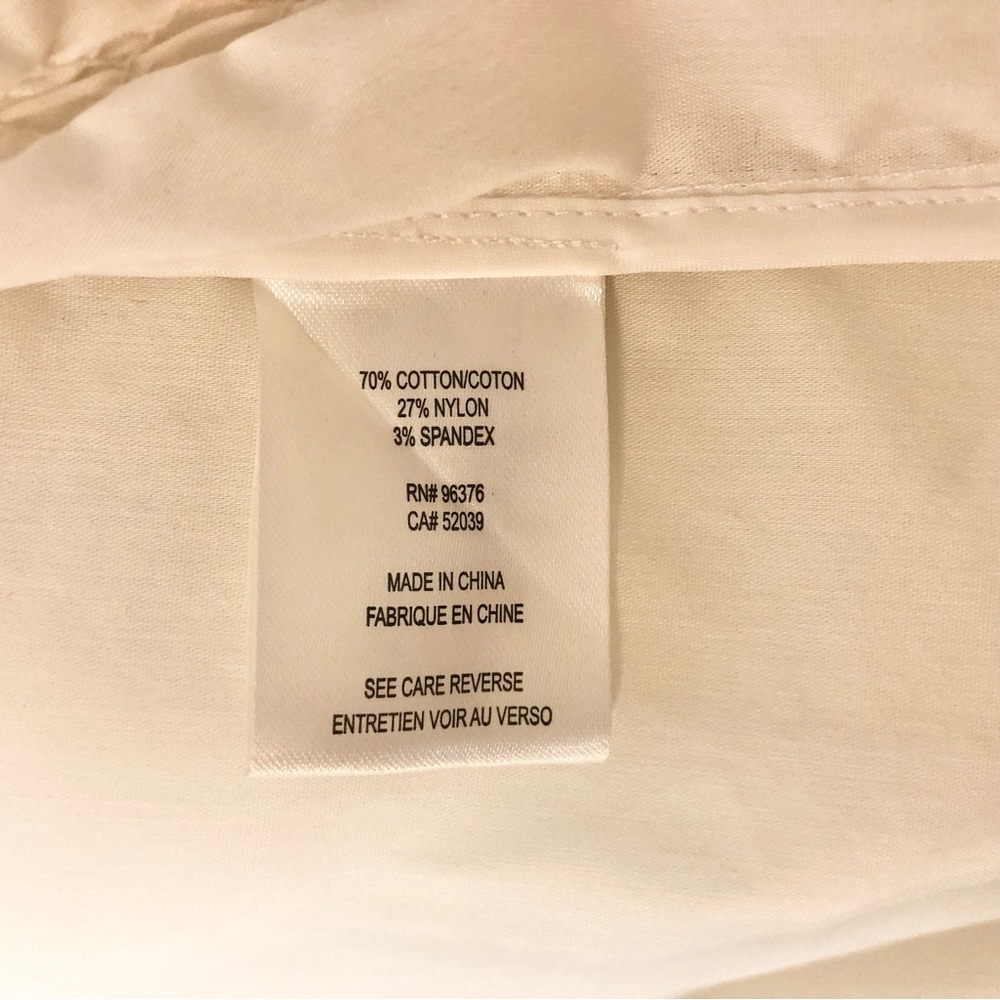 70% COTTON/COTON
27% NYLON
3% SPANDEX
RN# 96376
CA# 52039
MADE IN CHINA
FABRIQUE EN CHINE
SEE CARE REVERSE
ENTRETIEN VOIR AU VERSO